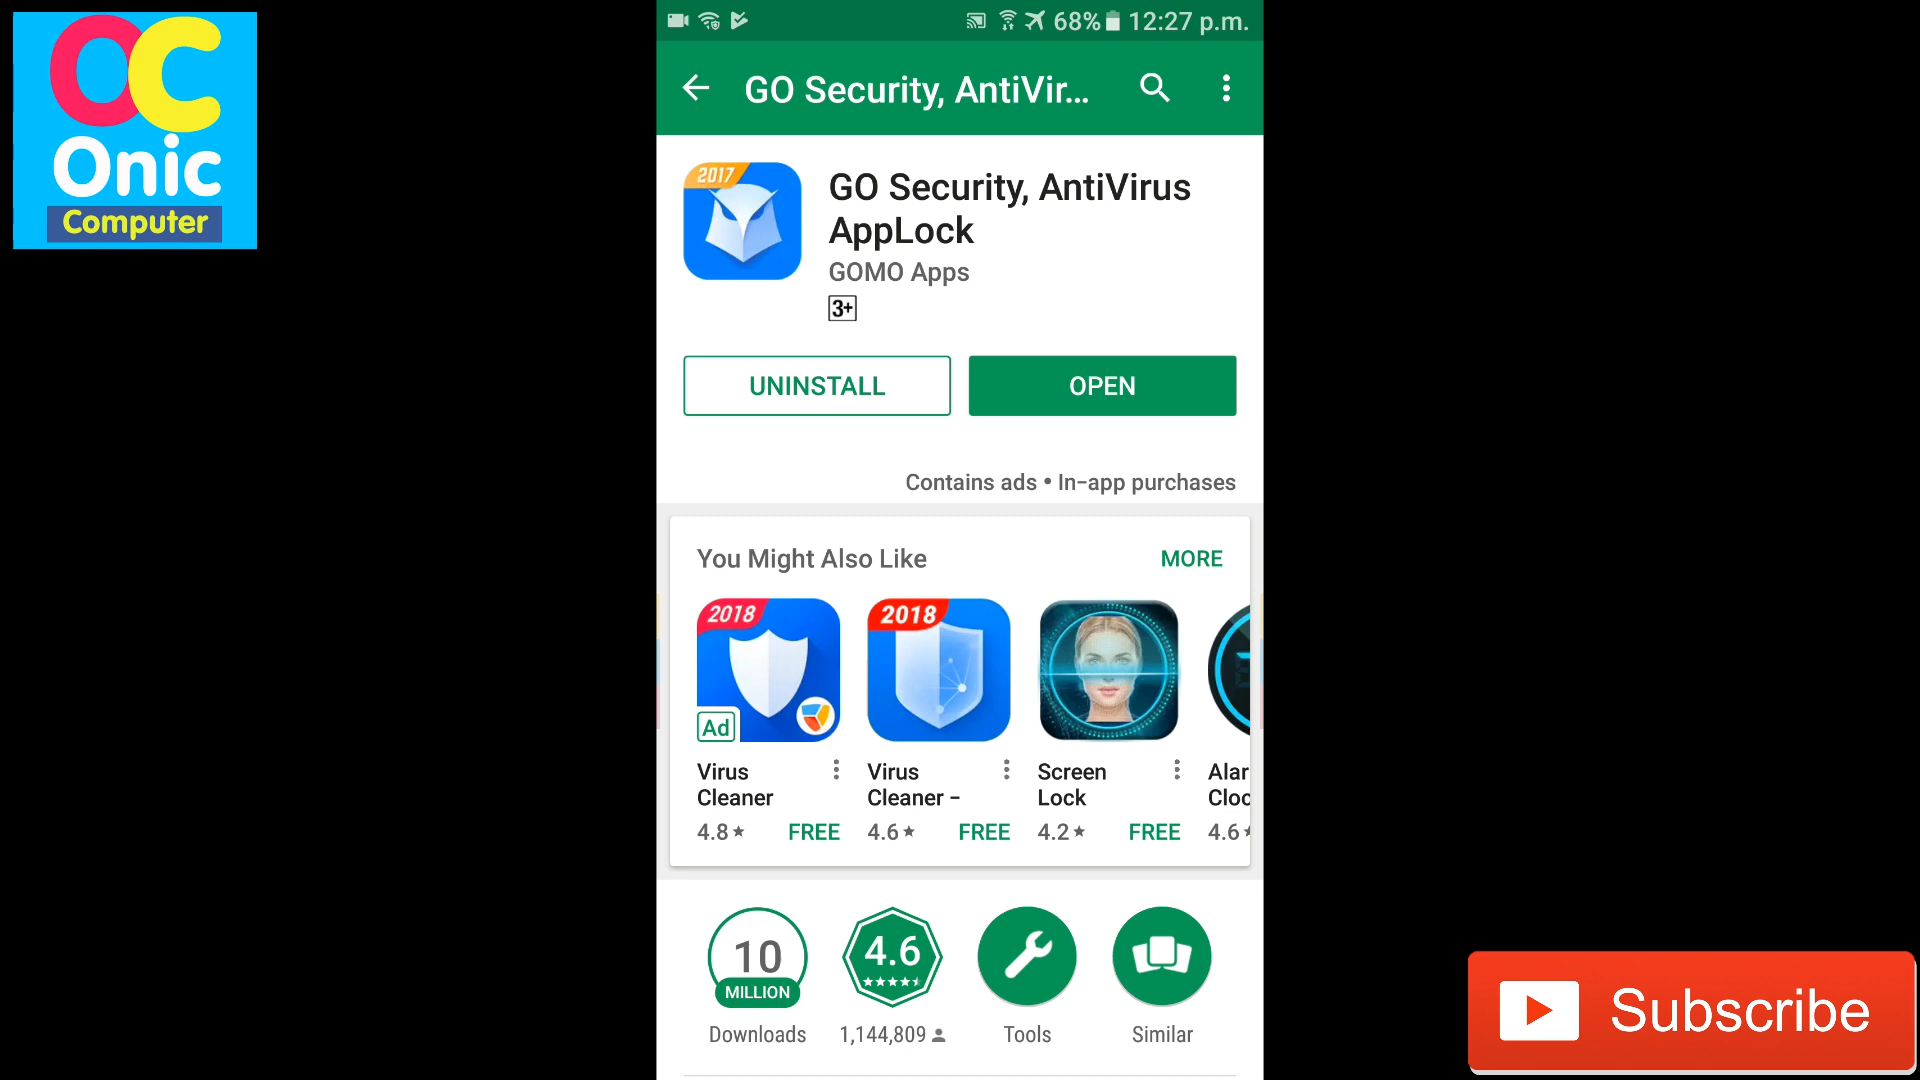 OC
Onic
Computer
68% 12:27 p.m.
GO Security, AntiVir...
2017
GO Security, AntiVirus
AppLock
GOMO Apps
3+
UNINSTALL OPEN
Contains ads • In-app purchases
You Might Also Like MORE
2018 2018
Ad
Virus Virus Screen Alar
Cleaner Cleaner - Lock Cloc
4.8 FREE 4.6 FREE 4.2 FREE 4.6
10 4.6
MILLION
Downloads 1,144,809 Tools Similar
Subscribe